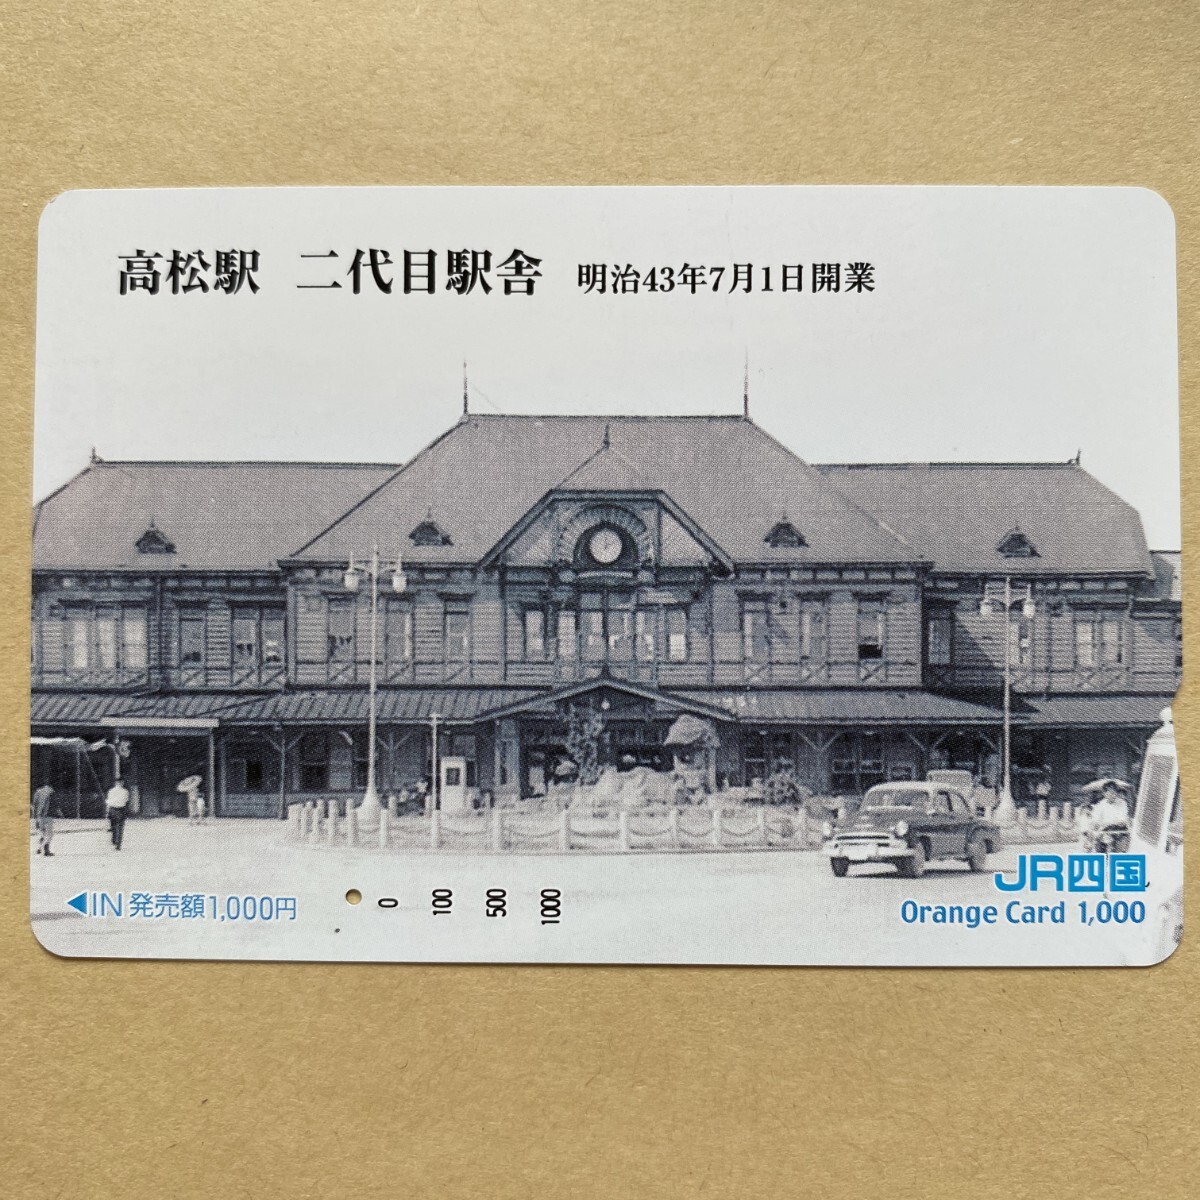 高松駅 二代目駅舎 明治43年7月1日開業
JR四国
◀IN 発売額1,000円 0 100 500 1000
Orange Card 1,000